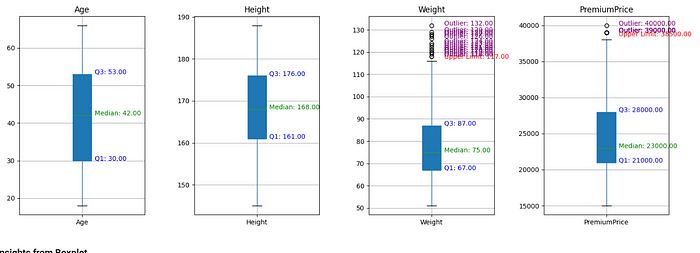 Age
60
50
40
30
20
Q3: 53.00
Median: 42.00
Q1: 30.00
Age
Height
190
180
170
160
150
Q3: 176.00
Median: 168.00
Q1: 161.00
Height
Weight
130
120
110
100
90
80
70
60
50
Outlier: 132.00
Upper Limit: 117.00
Q3: 87.00
Median: 75.00
Q1: 67.00
Weight
PremiumPrice
40000
35000
30000
25000
20000
15000
Outlier: 40000.00
Outlier: 39000.00
Upper Limit: 38500.00
Q3: 28000.00
Median: 23000.00
Q1: 21000.00
PremiumPrice
nsights from Boxplot